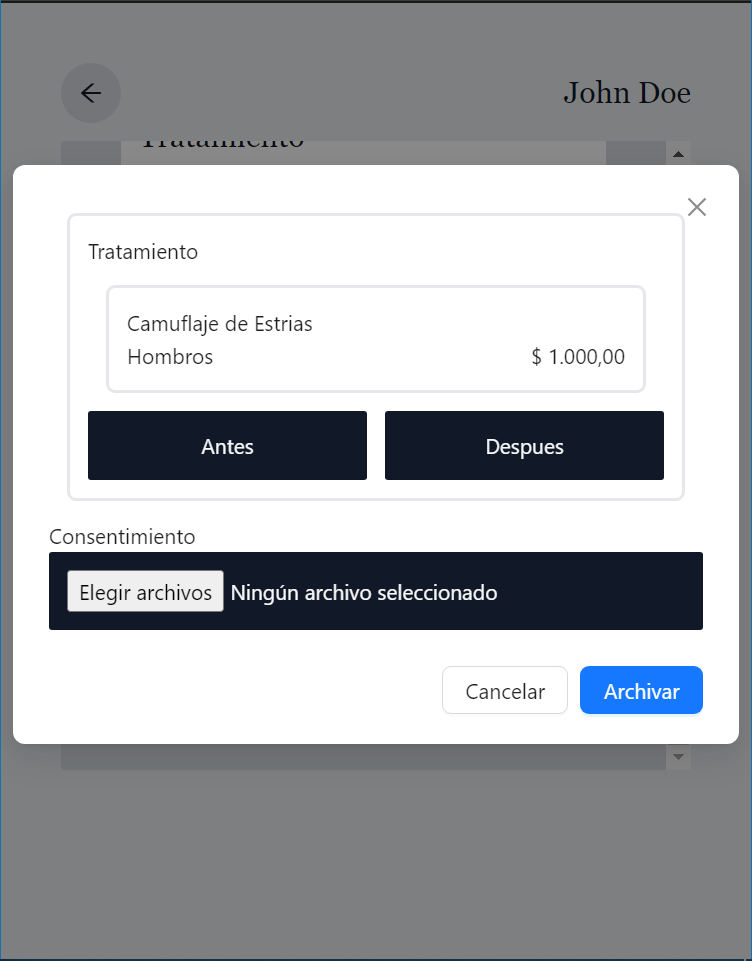 John Doe
Tratamiento
Tratamiento
Camuflaje de Estrias
Hombros $ 1.000,00
Antes Despues
Consentimiento
Elegir archivos Ningún archivo seleccionado
Cancelar Archivar